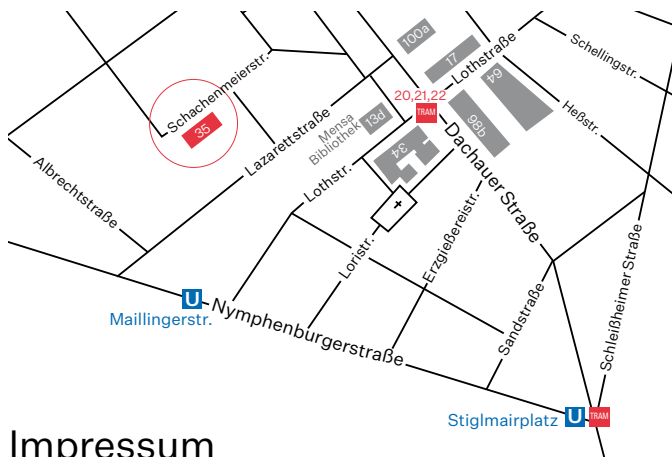 100a
17
Lothstraße
Schellingstr.
64
Heßstr.
20,21,22
TRAM
Schachenmeierstr.
35
Lazarettstraße
Mensa
Bibliothek
13d
34
98b
Dachauer Straße
Albrechtstraße
Lothstr.
Loristr.
Erzgießereistr.
Sandstraße
Schleißheimer Straße
U
Maillingerstr.
Nymphenburgerstraße
Stiglmairplatz
U
TRAM
Impressum